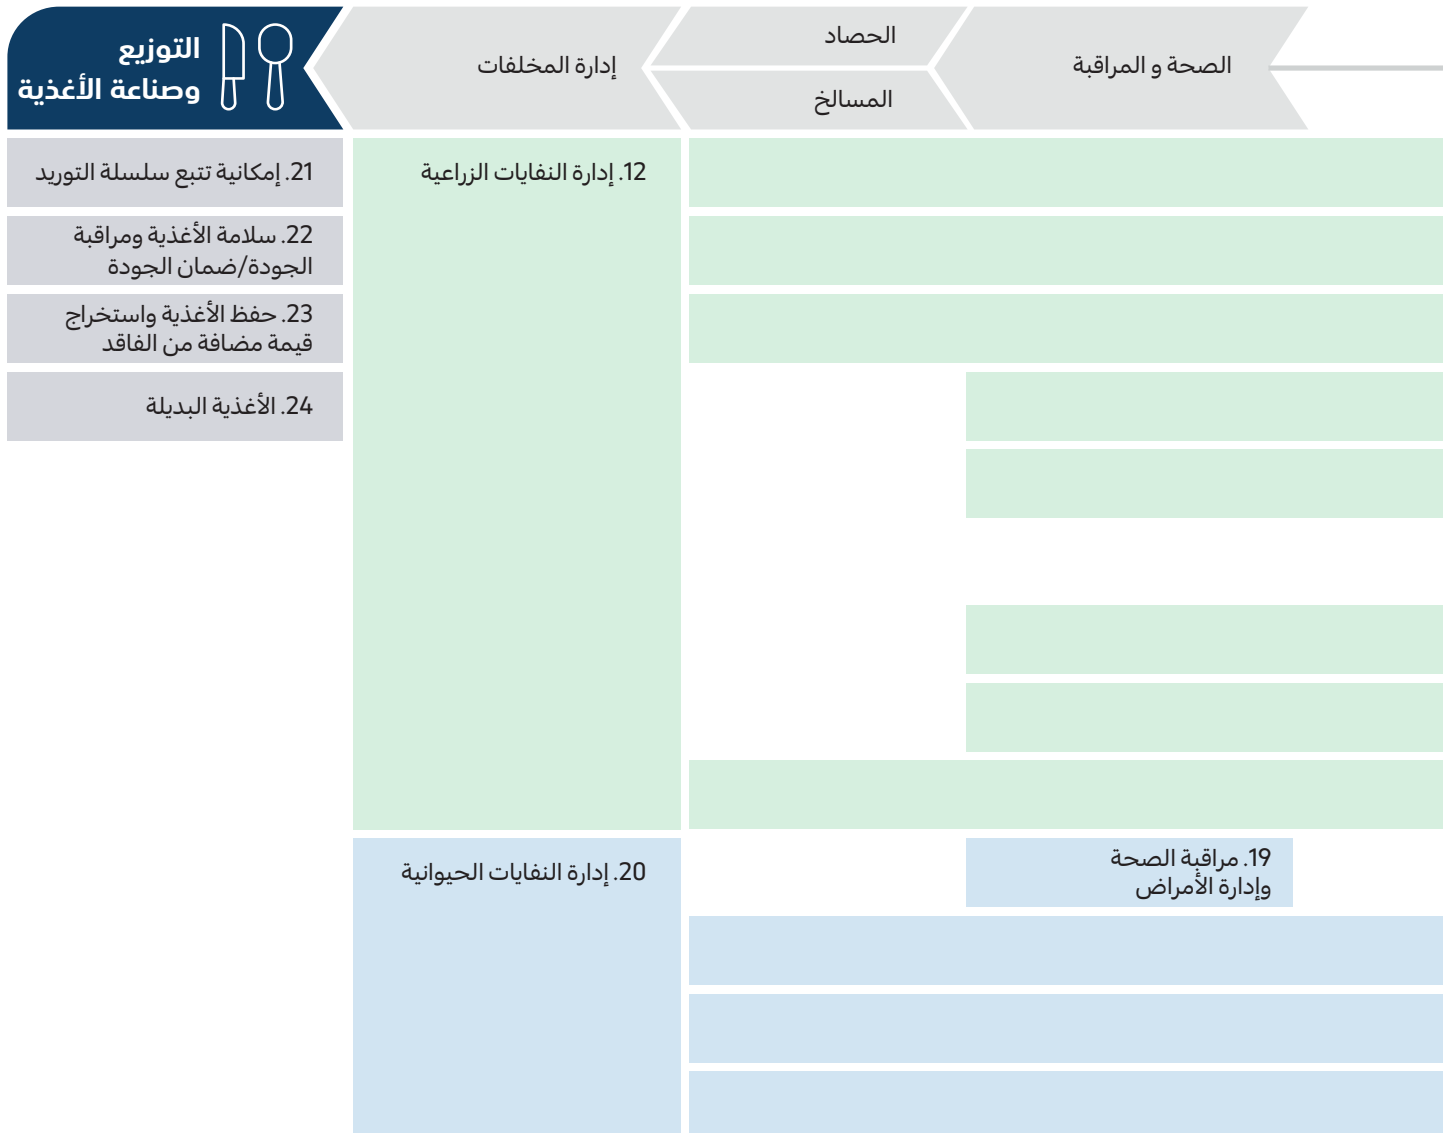 الصحة و المراقبة
الحصاد
المسالخ
إدارة المخلفات
التوزيع
وصناعة الأغذية
12. إدارة النفايات الزراعية
21. إمكانية تتبع سلسلة التوريد
22. سلامة الأغذية ومراقبة
الجودة/ضمان الجودة
23. حفظ الأغذية واستخراج
قيمة مضافة من الفاقد
24. الأغذية البديلة
19. مراقبة الصحة
وإدارة الأمراض
20. إدارة النفايات الحيوانية